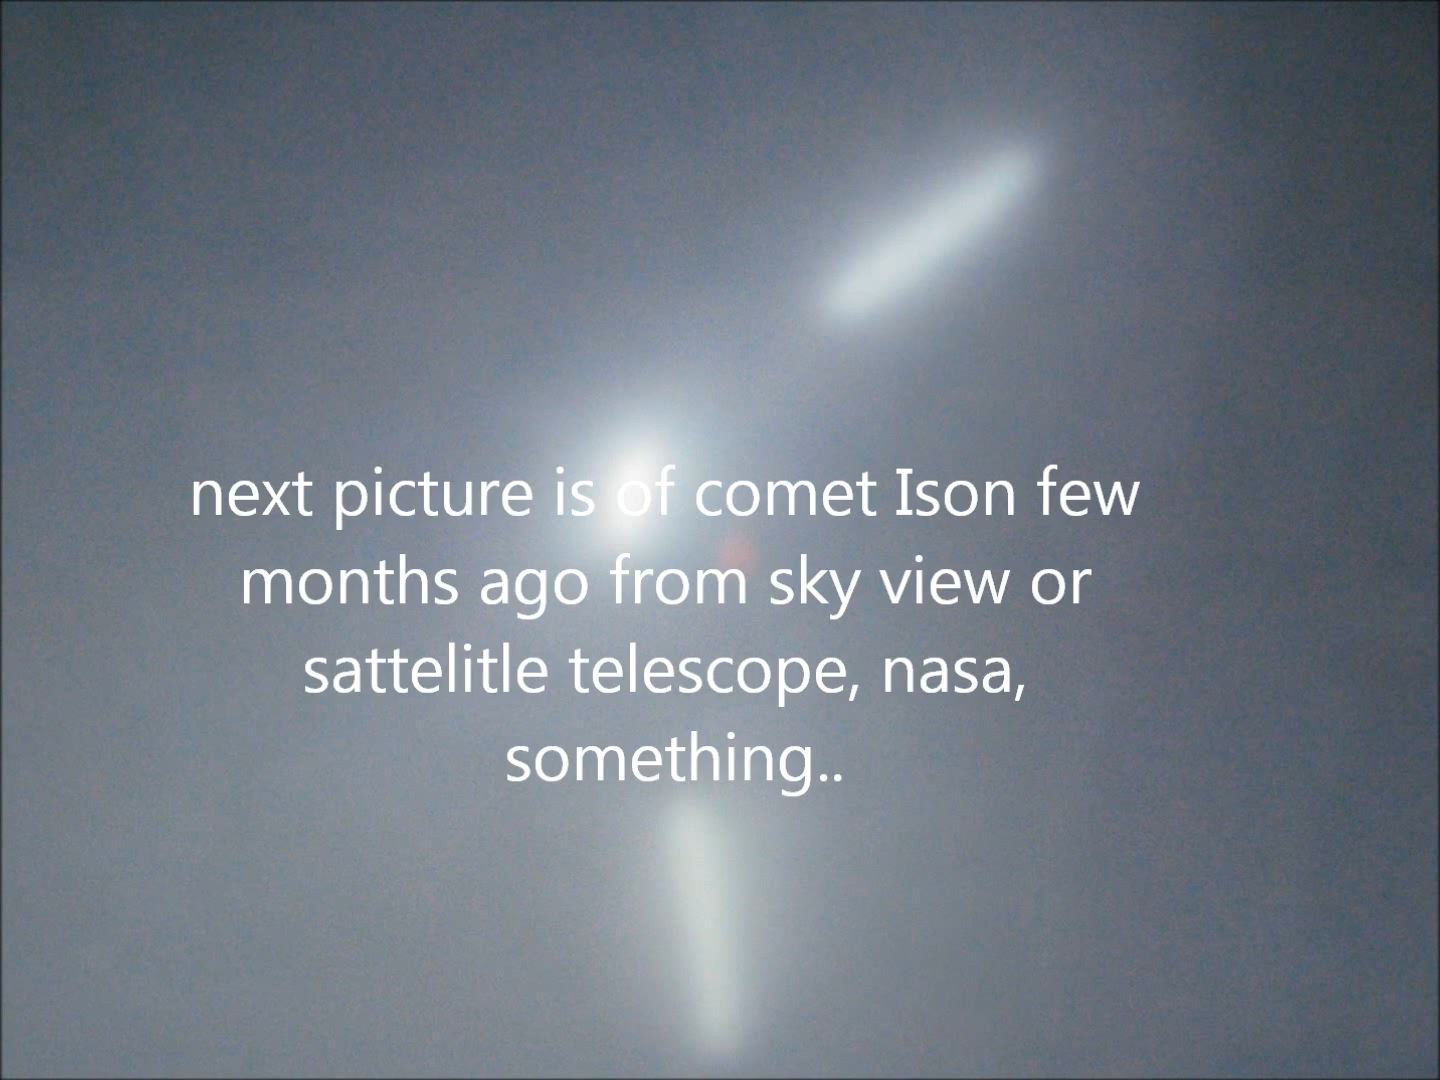 next picture is of comet Ison few
months ago from sky view or
sattelitle telescope, nasa,
something..